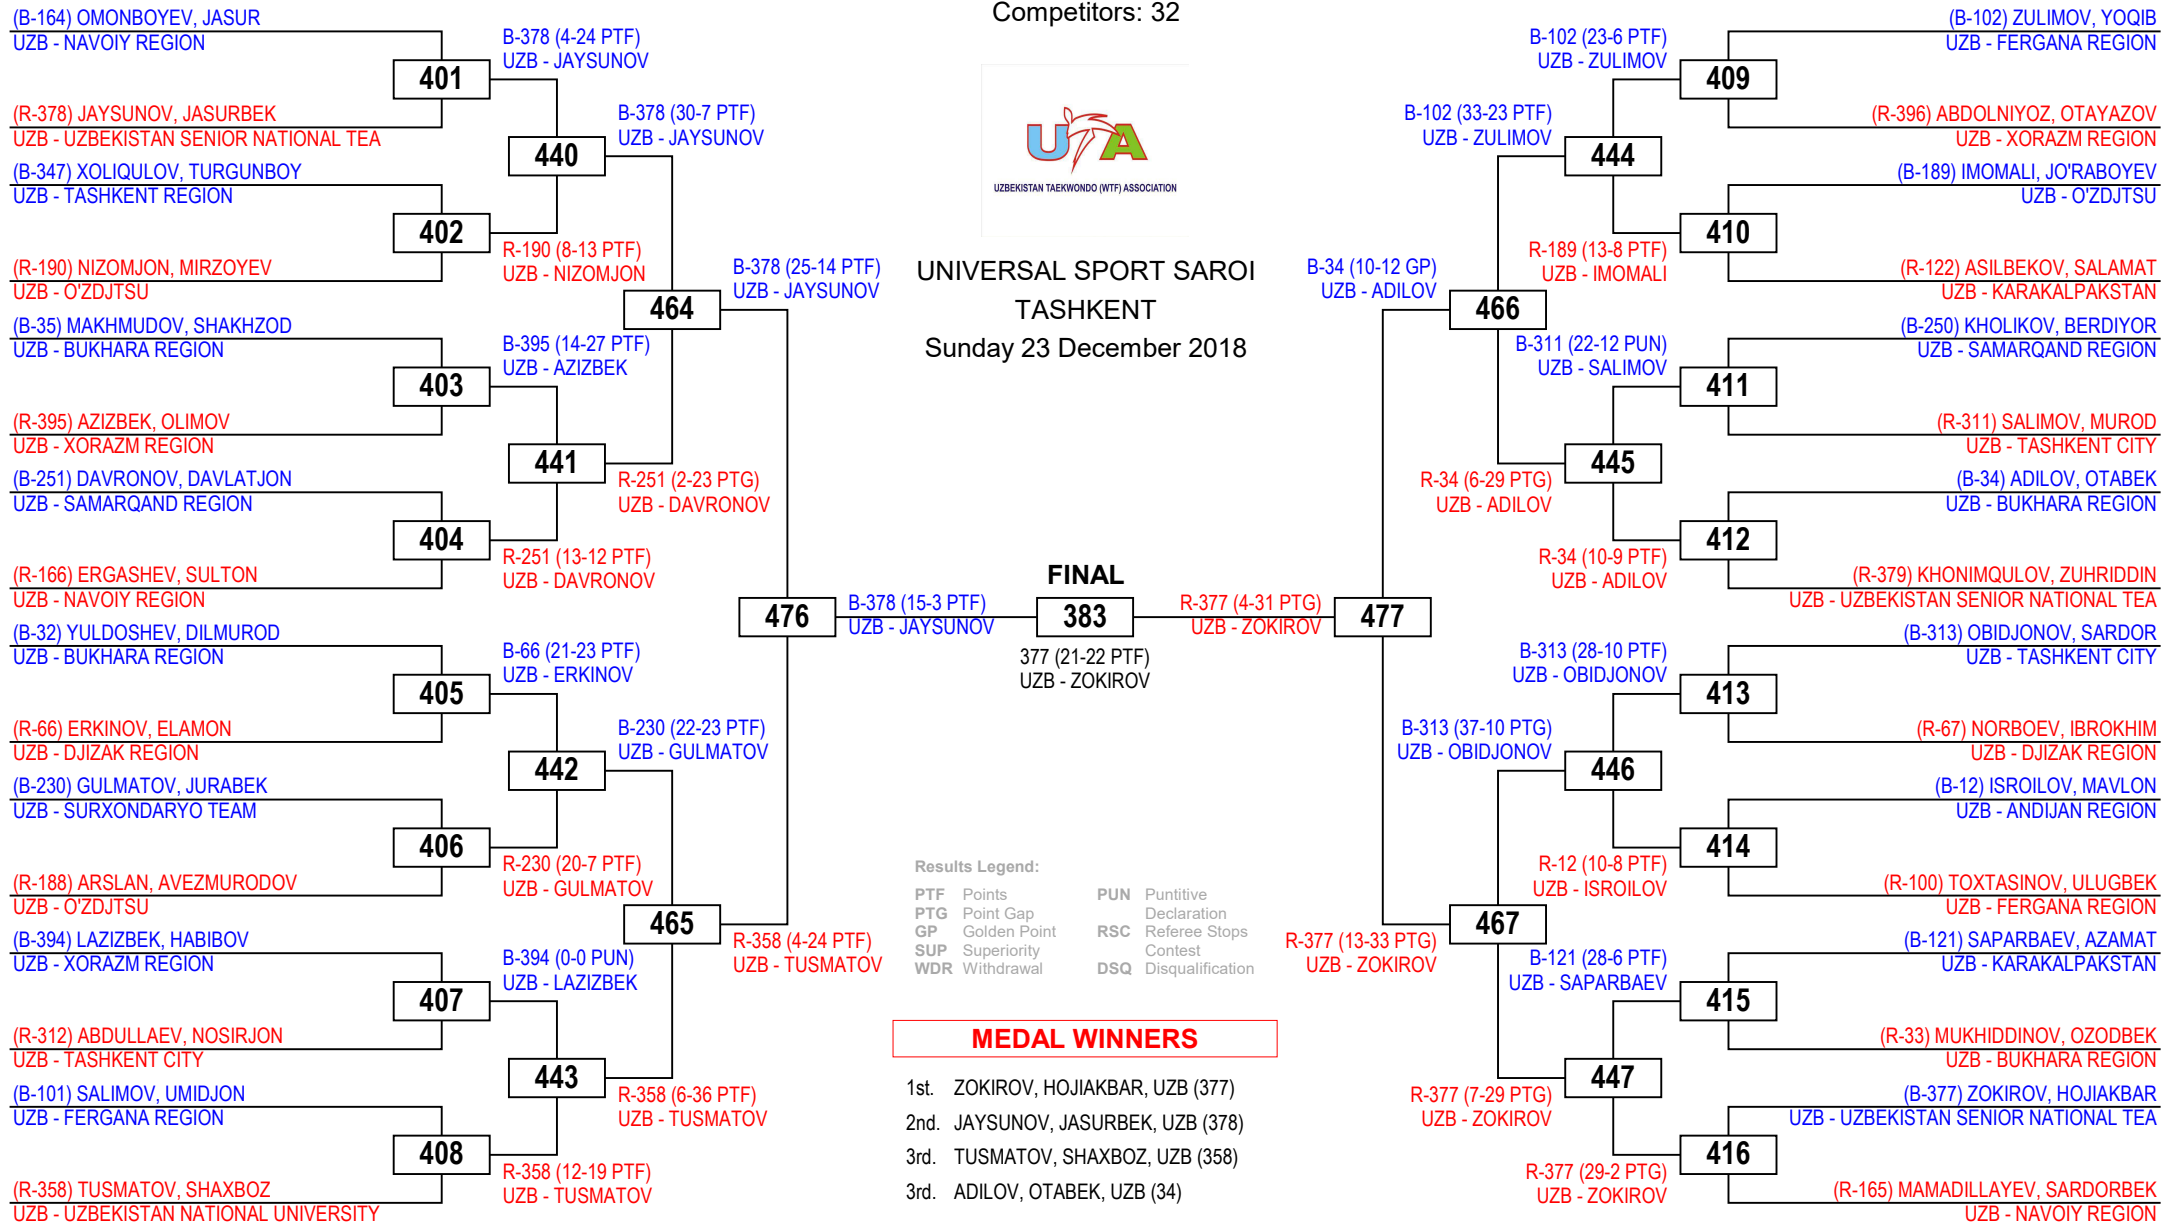 Competitors: 32
(B-164) OMONBOYEV, JASUR
UZB - NAVOIY REGION
401
(R-378) JAYSUNOV, JASURBEK
UZB - UZBEKISTAN SENIOR NATIONAL TEA
(B-347) XOLIQULOV, TURGUNBOY
UZB - TASHKENT REGION
402
(R-190) NIZOMJON, MIRZOYEV
UZB - O'ZDJTSU
(B-35) MAKHMUDOV, SHAKHZOD
UZB - BUKHARA REGION
403
(R-395) AZIZBEK, OLIMOV
UZB - XORAZM REGION
(B-251) DAVRONOV, DAVLATJON
UZB - SAMARQAND REGION
404
(R-166) ERGASHEV, SULTON
UZB - NAVOIY REGION
(B-32) YULDOSHEV, DILMUROD
UZB - BUKHARA REGION
405
(R-66) ERKINOV, ELAMON
UZB - DJIZAK REGION
(B-230) GULMATOV, JURABEK
UZB - SURXONDARYO TEAM
406
(R-188) ARSLAN, AVEZMURODOV
UZB - O'ZDJTSU
(B-394) LAZIZBEK, HABIBOV
UZB - XORAZM REGION
407
(R-312) ABDULLAEV, NOSIRJON
UZB - TASHKENT CITY
(B-101) SALIMOV, UMIDJON
UZB - FERGANA REGION
408
(R-358) TUSMATOV, SHAXBOZ
UZB - UZBEKISTAN NATIONAL UNIVERSITY
B-378 (4-24 PTF)
UZB - JAYSUNOV
440
R-190 (8-13 PTF)
UZB - NIZOMJON
B-395 (14-27 PTF)
UZB - AZIZBEK
441
R-251 (13-12 PTF)
UZB - DAVRONOV
B-66 (21-23 PTF)
UZB - ERKINOV
442
R-230 (20-7 PTF)
UZB - GULMATOV
B-394 (0-0 PUN)
UZB - LAZIZBEK
443
R-358 (12-19 PTF)
UZB - TUSMATOV
B-378 (30-7 PTF)
UZB - JAYSUNOV
464
R-251 (2-23 PTG)
UZB - DAVRONOV
B-230 (22-23 PTF)
UZB - GULMATOV
465
R-358 (6-36 PTF)
UZB - TUSMATOV
B-378 (25-14 PTF)
UZB - JAYSUNOV
476
R-358 (4-24 PTF)
UZB - TUSMATOV
UTA
UZBEKISTAN TAEKWONDO (WTF) ASSOCIATION
UNIVERSAL SPORT SAROI
TASHKENT
Sunday 23 December 2018
B-378 (15-3 PTF)
UZB - JAYSUNOV
FINAL
383
377 (21-22 PTF)
UZB - ZOKIROV
R-377 (4-31 PTG)
UZB - ZOKIROV
Results Legend:
PTF Points
PTG Point Gap
GP Golden Point
SUP Superiority
WDR Withdrawal
PUN Puntitive
Declaration
RSC Referee Stops
Contest
DSQ Disqualification
MEDAL WINNERS
1st. ZOKIROV, HOJIAKBAR, UZB (377)
2nd. JAYSUNOV, JASURBEK, UZB (378)
3rd. TUSMATOV, SHAXBOZ, UZB (358)
3rd. ADILOV, OTABEK, UZB (34)
B-34 (10-12 GP)
UZB - ADILOV
477
R-377 (13-33 PTG)
UZB - ZOKIROV
B-102 (33-23 PTF)
UZB - ZULIMOV
466
R-34 (6-29 PTG)
UZB - ADILOV
B-313 (37-10 PTG)
UZB - OBIDJONOV
467
R-377 (7-29 PTG)
UZB - ZOKIROV
B-102 (23-6 PTF)
UZB - ZULIMOV
444
R-189 (13-8 PTF)
UZB - IMOMALI
B-311 (22-12 PUN)
UZB - SALIMOV
445
R-34 (10-9 PTF)
UZB - ADILOV
B-313 (28-10 PTF)
UZB - OBIDJONOV
446
R-12 (10-8 PTF)
UZB - ISROILOV
B-121 (28-6 PTF)
UZB - SAPARBAEV
447
R-377 (29-2 PTG)
UZB - ZOKIROV
(B-102) ZULIMOV, YOQIB
UZB - FERGANA REGION
409
(R-396) ABDOLNIYOZ, OTAYAZOV
UZB - XORAZM REGION
(B-189) IMOMALI, JO'RABOYEV
UZB - O'ZDJTSU
410
(R-122) ASILBEKOV, SALAMAT
UZB - KARAKALPAKSTAN
(B-250) KHOLIKOV, BERDIYOR
UZB - SAMARQAND REGION
411
(R-311) SALIMOV, MUROD
UZB - TASHKENT CITY
(B-34) ADILOV, OTABEK
UZB - BUKHARA REGION
412
(R-379) KHONIMQULOV, ZUHRIDDIN
UZB - UZBEKISTAN SENIOR NATIONAL TEA
(B-313) OBIDJONOV, SARDOR
UZB - TASHKENT CITY
413
(R-67) NORBOEV, IBROKHIM
UZB - DJIZAK REGION
(B-12) ISROILOV, MAVLON
UZB - ANDIJAN REGION
414
(R-100) TOXTASINOV, ULUGBEK
UZB - FERGANA REGION
(B-121) SAPARBAEV, AZAMAT
UZB - KARAKALPAKSTAN
415
(R-33) MUKHIDDINOV, OZODBEK
UZB - BUKHARA REGION
(B-377) ZOKIROV, HOJIAKBAR
UZB - UZBEKISTAN SENIOR NATIONAL TEA
416
(R-165) MAMADILLAYEV, SARDORBEK
UZB - NAVOIY REGION